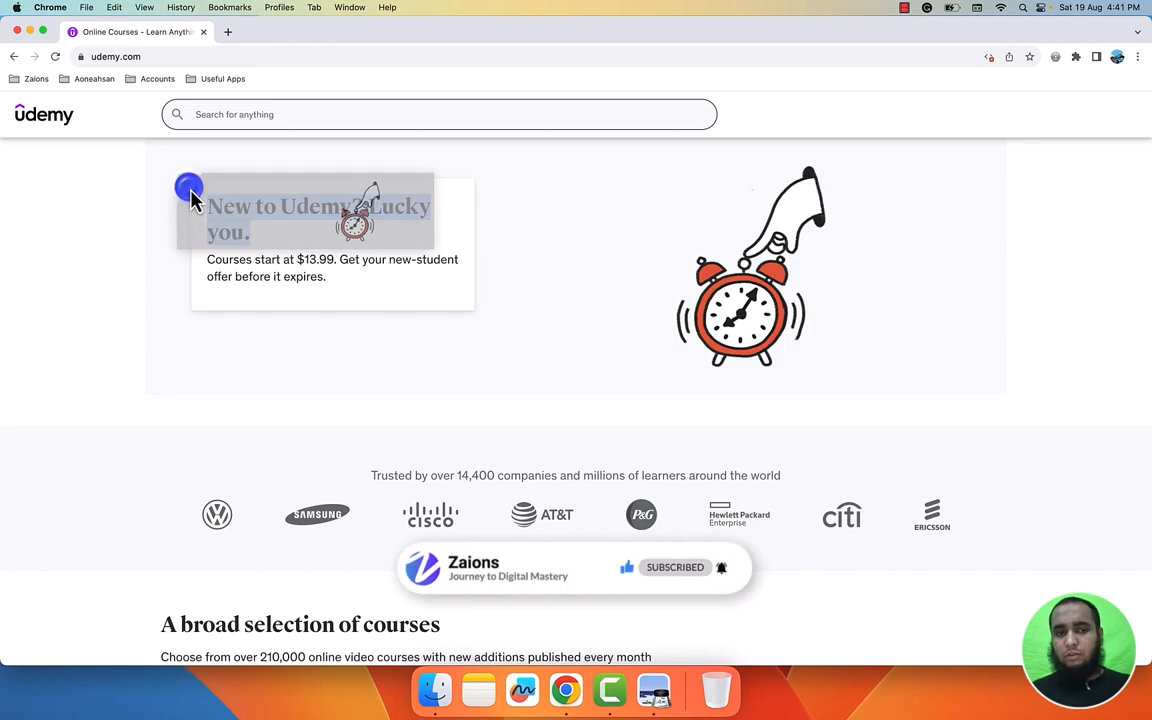 Chrome File Edit View History Bookmarks Profiles Tab Window Help Sat 19 Aug 4:41 PM
Online Courses - Learn Anythi
udemy.com
Zaions Aoneahsan Accounts Useful Apps
ûdemy Search for anything
New to Udemy? Lucky
you.
Courses start at $13.99. Get your new-student
offer before it expires.
Trusted by over 14,400 companies and millions of learners around the world
SAMSUNG
CISCO
AT&T
P&G
Hewlett Packard
Enterprise
citi
ERICSSON
Zaions
Journey to Digital Mastery
SUBSCRIBED
A broad selection of courses
Choose from over 210,000 online video courses with new additions published every month